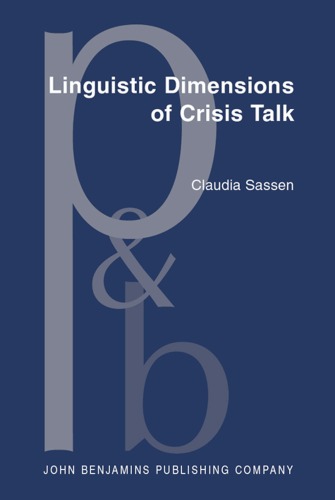 Linguistic Dimensions
of Crisis Talk
Claudia Sassen
p
&
b
JOHN BENJAMINS PUBLISHING COMPANY